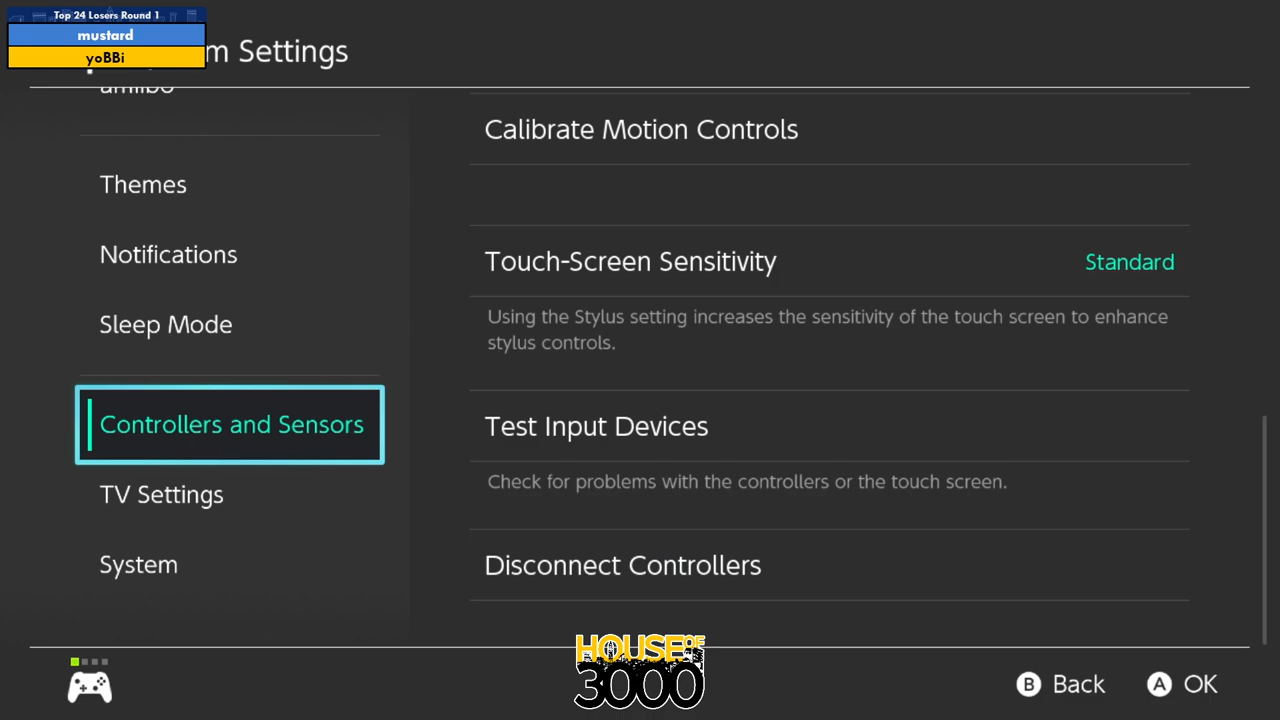 Top 24 Losers Round 1
mustard
yoBBi
m Settings
amiibo
Themes
Notifications
Sleep Mode
Controllers and Sensors
TV Settings
System
Calibrate Motion Controls
Touch-Screen Sensitivity
Standard
Using the Stylus setting increases the sensitivity of the touch screen to enhance
stylus controls.
Test Input Devices
Check for problems with the controllers or the touch screen.
Disconnect Controllers
HOUSE OF
3000
B Back
A OK